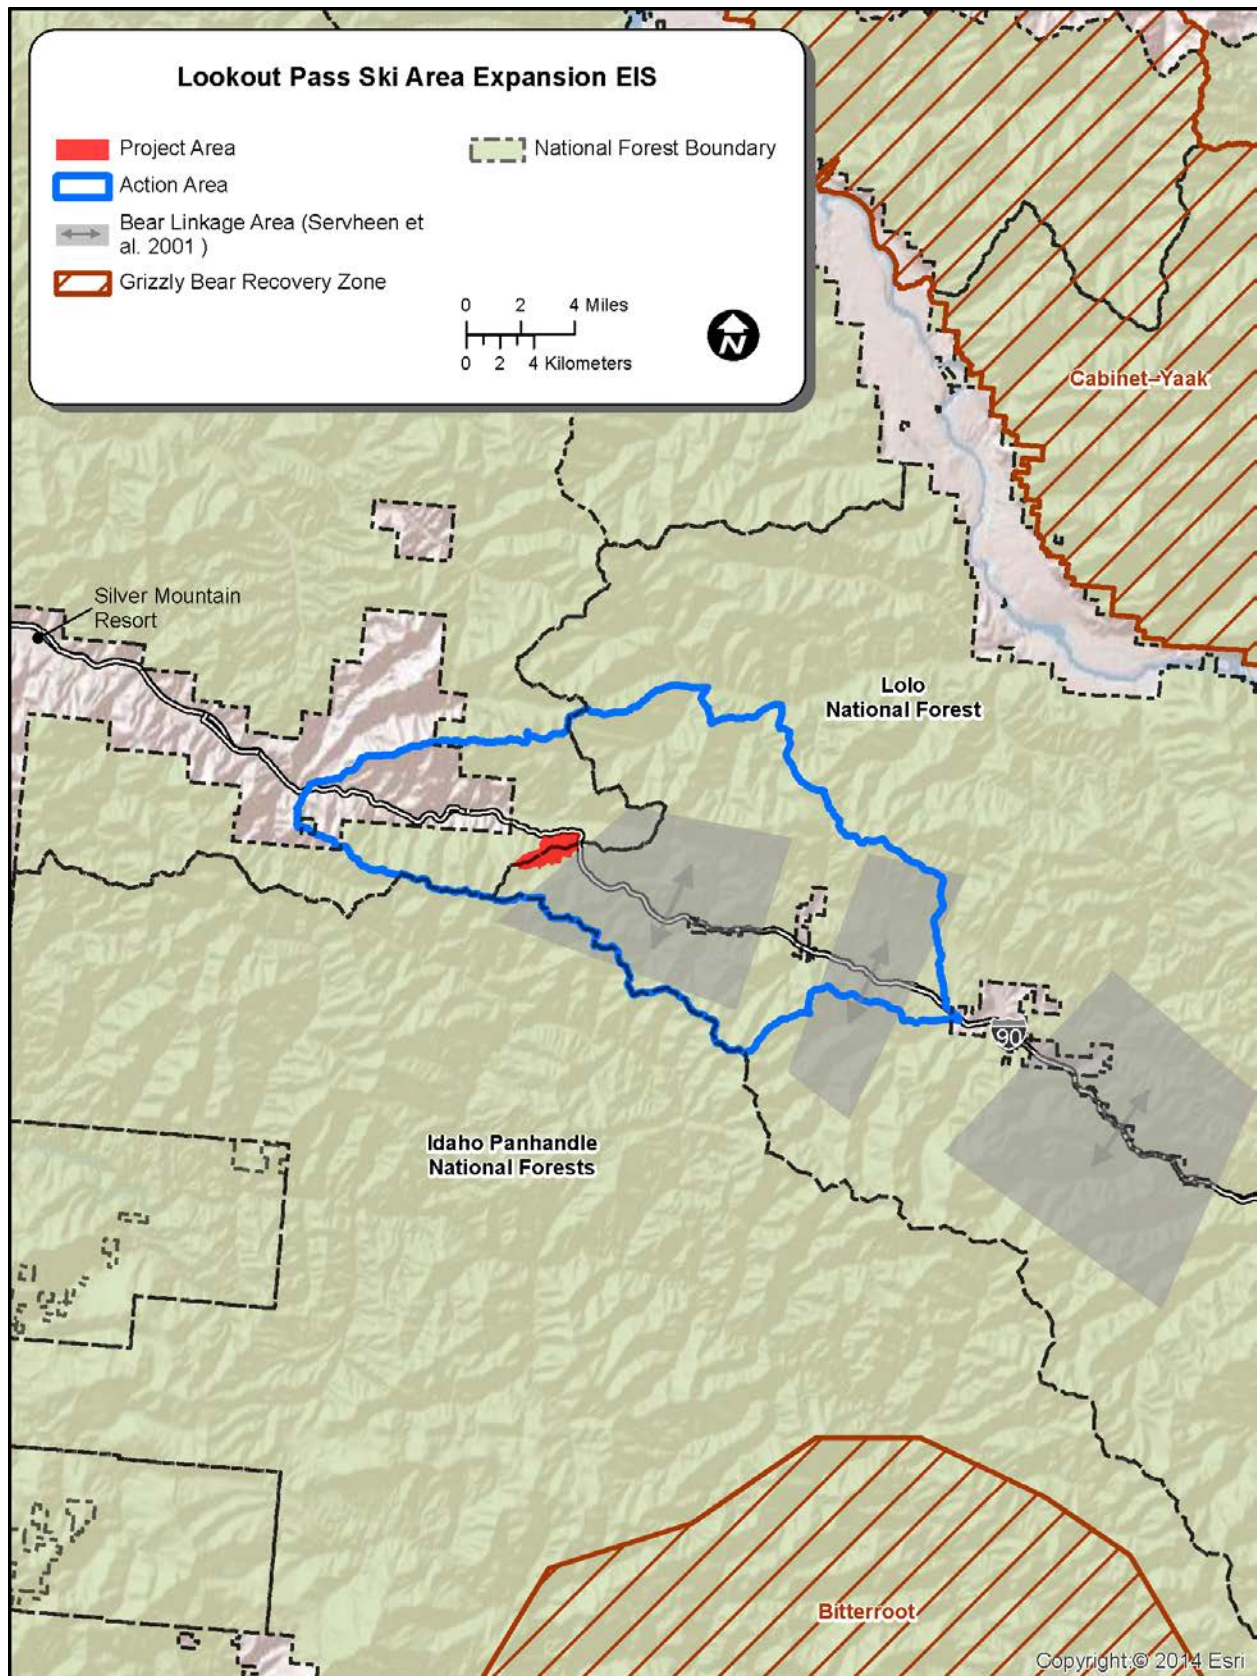 Lookout Pass Ski Area Expansion EIS
Project Area
Action Area
Bear Linkage Area (Servheen et
al. 2001 )
Grizzly Bear Recovery Zone
National Forest Boundary
0 2 4 Miles
0 2 4 Kilometers
N
Cabinet–Yaak
Silver Mountain
Resort
Lolo
National Forest
90
Idaho Panhandle
National Forests
Bitterroot
Copyright:© 2014 Esri